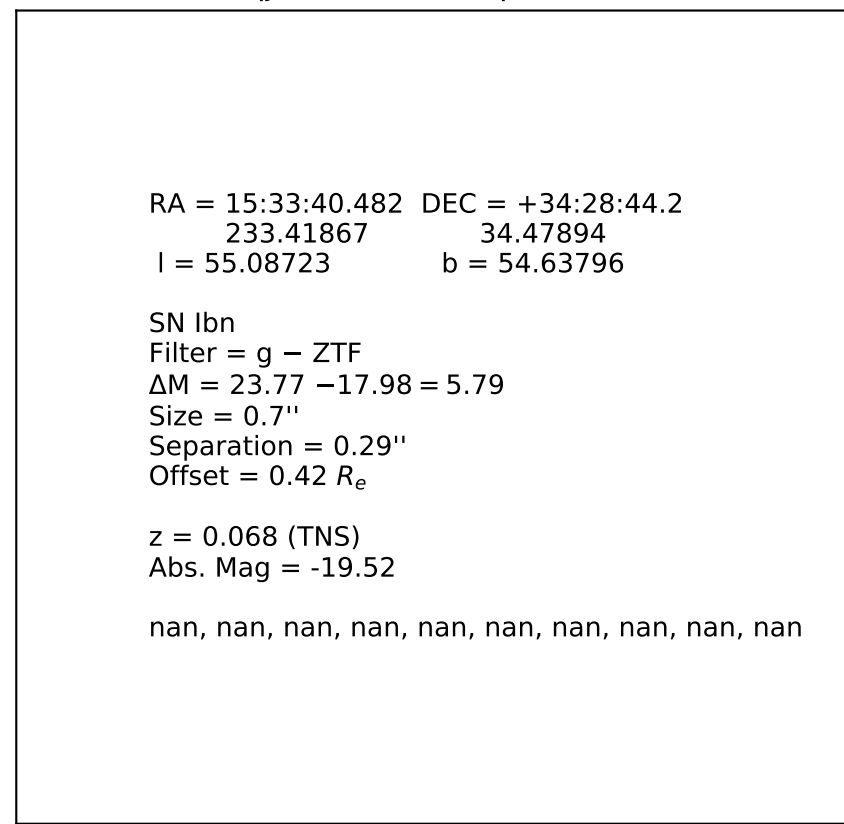 RA = 15:33:40.482  DEC = +34:28:44.2
233.41867  34.47894
l = 55.08723  b = 54.63796
SN Ibn
Filter = g − ZTF
ΔM = 23.77 −17.98 = 5.79
Size = 0.7''
Separation = 0.29''
Offset = 0.42 Rₑ
z = 0.068 (TNS)
Abs. Mag = -19.52
nan, nan, nan, nan, nan, nan, nan, nan, nan, nan